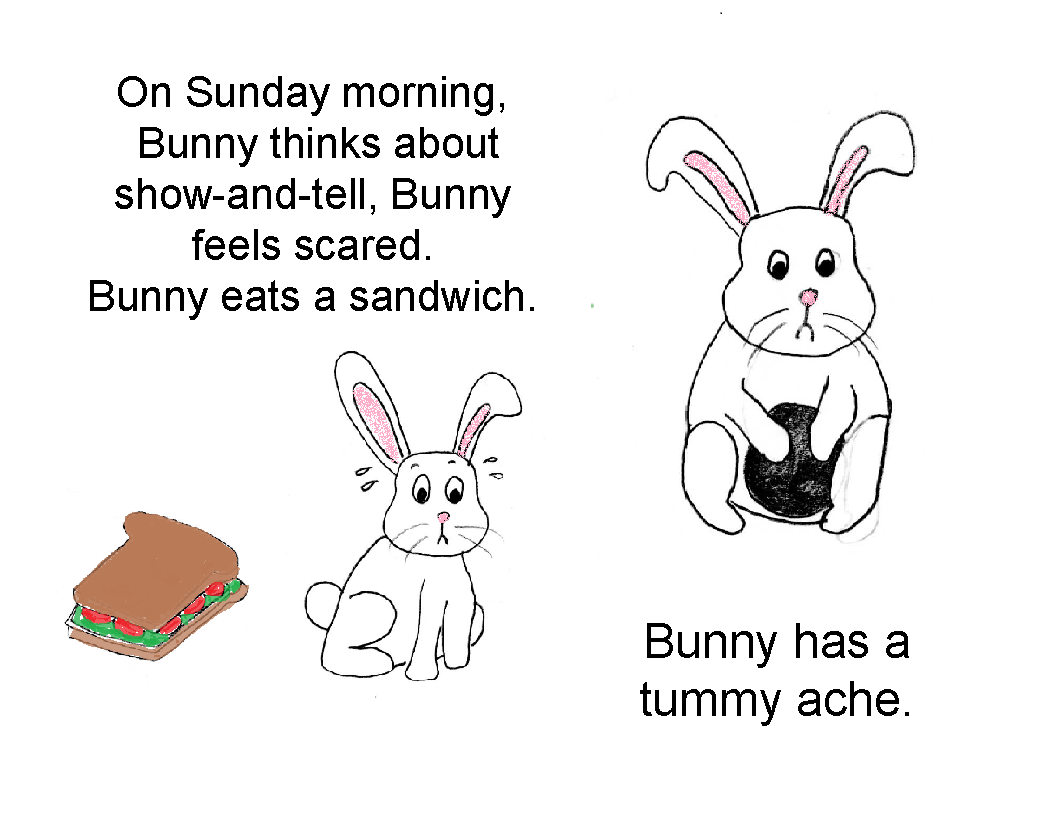 On Sunday morning,
Bunny thinks about
show-and-tell, Bunny
feels scared.
Bunny eats a sandwich.
Bunny has a
tummy ache.